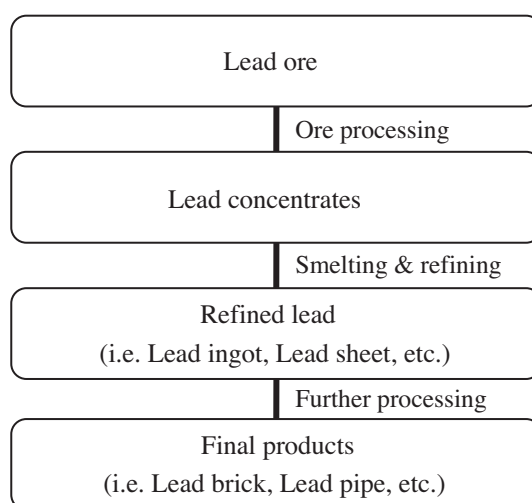 Lead ore
Ore processing
Lead concentrates
Smelting & refining
Refined lead
(i.e. Lead ingot, Lead sheet, etc.)
Further processing
Final products
(i.e. Lead brick, Lead pipe, etc.)